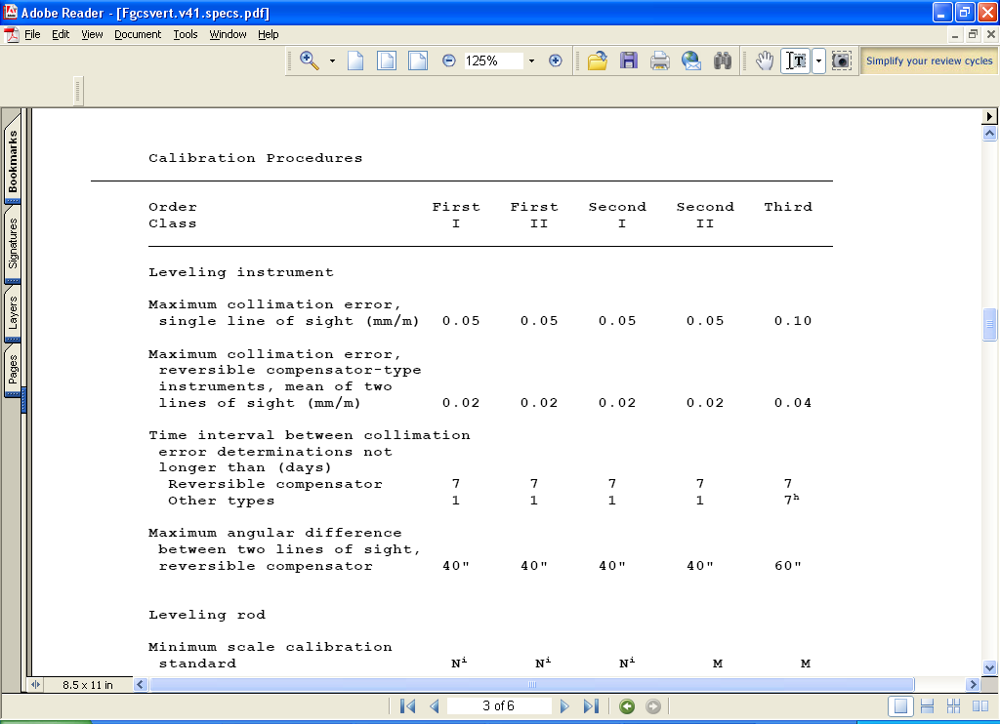 Adobe Reader - [Fgcsvert.v41.specs.pdf]
File Edit View Document Tools Window Help
125%
Simplify your review cycles
Bookmarks
Signatures
Layers
Pages
Calibration Procedures
Order First First Second Second Third
Class I II I II
Leveling instrument
Maximum collimation error,
single line of sight (mm/m) 0.05 0.05 0.05 0.05 0.10
Maximum collimation error,
reversible compensator-type
instruments, mean of two
lines of sight (mm/m) 0.02 0.02 0.02 0.02 0.04
Time interval between collimation
error determinations not
longer than (days)
Reversible compensator 7 7 7 7 7
Other types 1 1 1 1 7ʰ
Maximum angular difference
between two lines of sight,
reversible compensator 40" 40" 40" 40" 60"
Leveling rod
Minimum scale calibration
standard Nⁱ Nⁱ Nⁱ M M
8.5 x 11 in
3 of 6